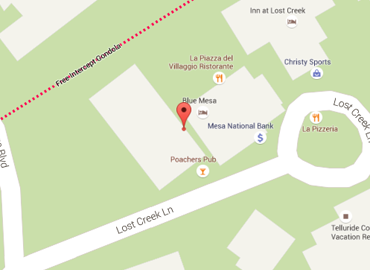 Inn at Lost Creek
Free Intercept Gondola
La Piazza del
Villaggio Ristorante
Christy Sports
Blue Mesa
Mesa National Bank
Lost Creek Ln
La Pizzeria
Blvd
Poachers Pub
Lost Creek Ln
Telluride Co
Vacation Re